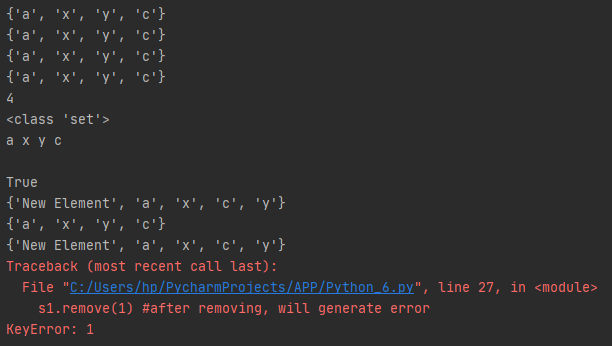 {'a', 'x', 'y', 'c'}
{'a', 'x', 'y', 'c'}
{'a', 'x', 'y', 'c'}
{'a', 'x', 'y', 'c'}
4
<class 'set'>
a x y c
True
{'New Element', 'a', 'x', 'c', 'y'}
{'a', 'x', 'y', 'c'}
{'New Element', 'a', 'x', 'c', 'y'}
Traceback (most recent call last):
  File "C:/Users/hp/PycharmProjects/APP/Python_6.py", line 27, in <module>
    s1.remove(1) #after removing, will generate error
KeyError: 1